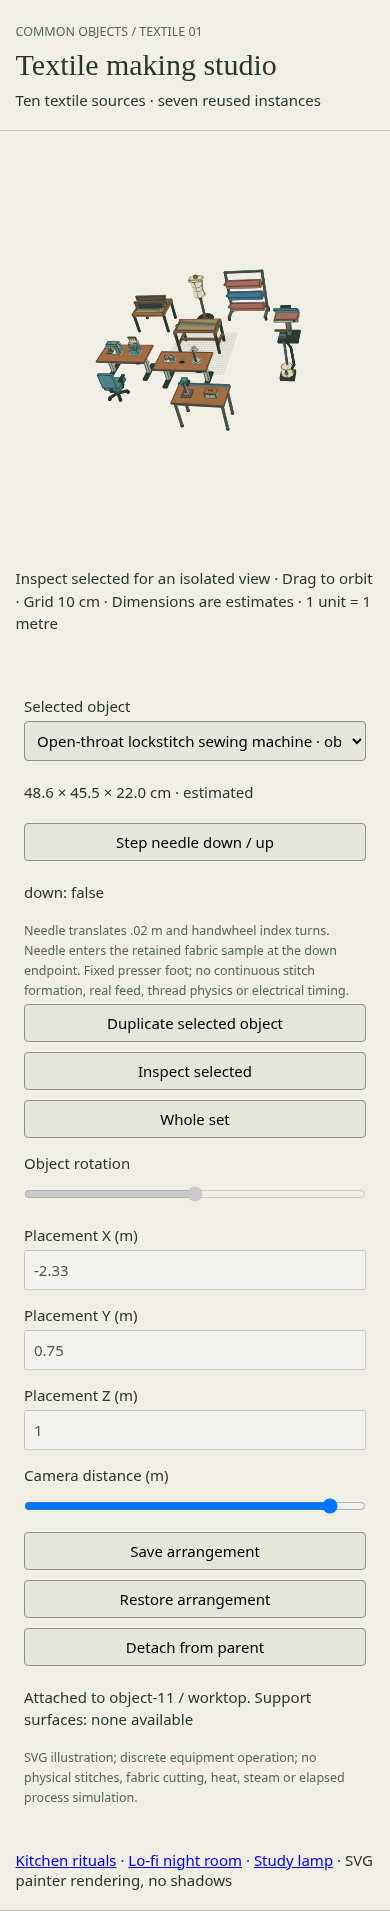 COMMON OBJECTS / TEXTILE 01
Textile making studio
Ten textile sources · seven reused instances
Inspect selected for an isolated view · Drag to orbit
· Grid 10 cm · Dimensions are estimates · 1 unit = 1
metre
Selected object
Open-throat lockstitch sewing machine · ob
48.6 × 45.5 × 22.0 cm · estimated
Step needle down / up
down: false
Needle translates .02 m and handwheel index turns.
Needle enters the retained fabric sample at the down
endpoint. Fixed presser foot; no continuous stitch
formation, real feed, thread physics or electrical timing.
Duplicate selected object
Inspect selected
Whole set
Object rotation
Placement X (m)
-2.33
Placement Y (m)
0.75
Placement Z (m)
1
Camera distance (m)
Save arrangement
Restore arrangement
Detach from parent
Attached to object-11 / worktop. Support
surfaces: none available
SVG illustration; discrete equipment operation; no
physical stitches, fabric cutting, heat, steam or elapsed
process simulation.
Kitchen rituals · Lo-fi night room · Study lamp · SVG
painter rendering, no shadows